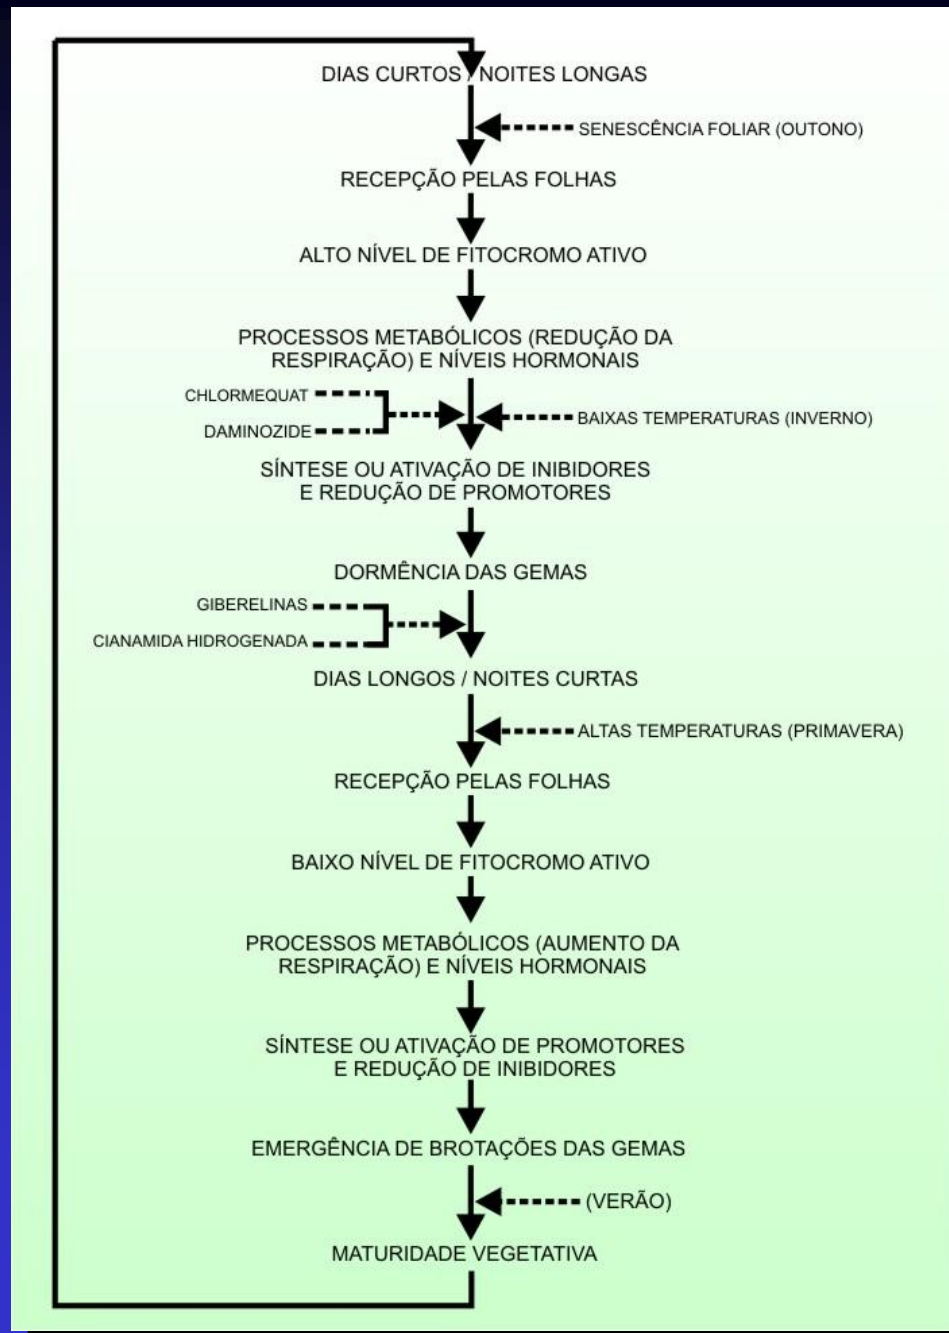 DIAS CURTOS / NOITES LONGAS
SENESCÊNCIA FOLIAR (OUTONO)
RECEPÇÃO PELAS FOLHAS
ALTO NÍVEL DE FITOCROMO ATIVO
PROCESSOS METABÓLICOS (REDUÇÃO DA
RESPIRAÇÃO) E NÍVEIS HORMONAIS
CHLORMEQUAT
DAMINOZIDE
BAIXAS TEMPERATURAS (INVERNO)
SÍNTESE OU ATIVAÇÃO DE INIBIDORES
E REDUÇÃO DE PROMOTORES
DORMÊNCIA DAS GEMAS
GIBERELINAS
CIANAMIDA HIDROGENADA
DIAS LONGOS / NOITES CURTAS
ALTAS TEMPERATURAS (PRIMAVERA)
RECEPÇÃO PELAS FOLHAS
BAIXO NÍVEL DE FITOCROMO ATIVO
PROCESSOS METABÓLICOS (AUMENTO DA
RESPIRAÇÃO) E NÍVEIS HORMONAIS
SÍNTESE OU ATIVAÇÃO DE PROMOTORES
E REDUÇÃO DE INIBIDORES
EMERGÊNCIA DE BROTAÇÕES DAS GEMAS
(VERÃO)
MATURIDADE VEGETATIVA